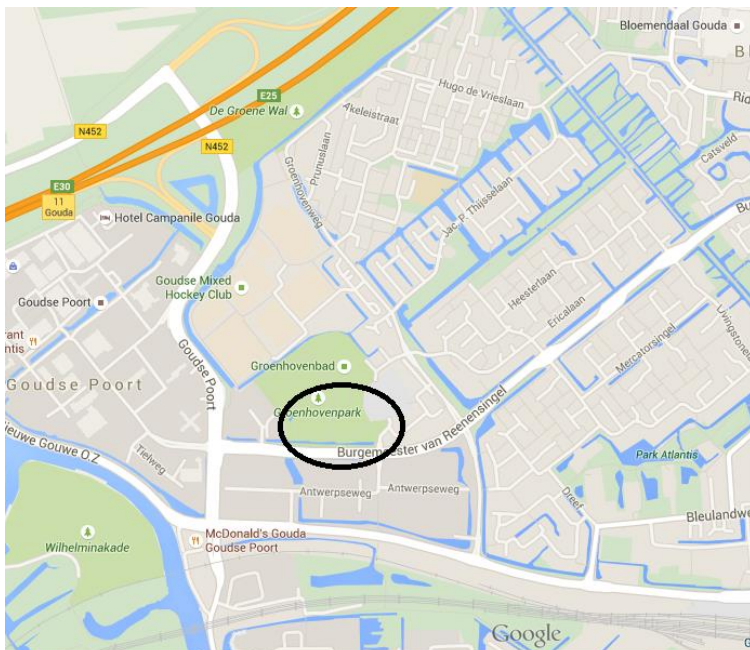 Bloemendaal Gouda
Hugo de Vrieslaan
E25
De Groene Wal
Akeleistraat
N452
N452
Prunuslaan
Groenhovenweg
Catsveld
E30
11
Gouda
Hotel Campanile Gouda
Jac. P. Thijsselaan
Goudse Mixed
Hockey Club
Heesterlaan
Ericalaan
Goudse Poort
Goudse Poort
Groenhovenbad
Mercatorsingel
Goudse Poort
Groenhovenpark
Burgemeester van Reenensingel
Tielweg
Park Atlantis
Antwerpseweg
Antwerpseweg
Dreef
McDonald's Gouda
Goudse Poort
Wilhelminakade
Google